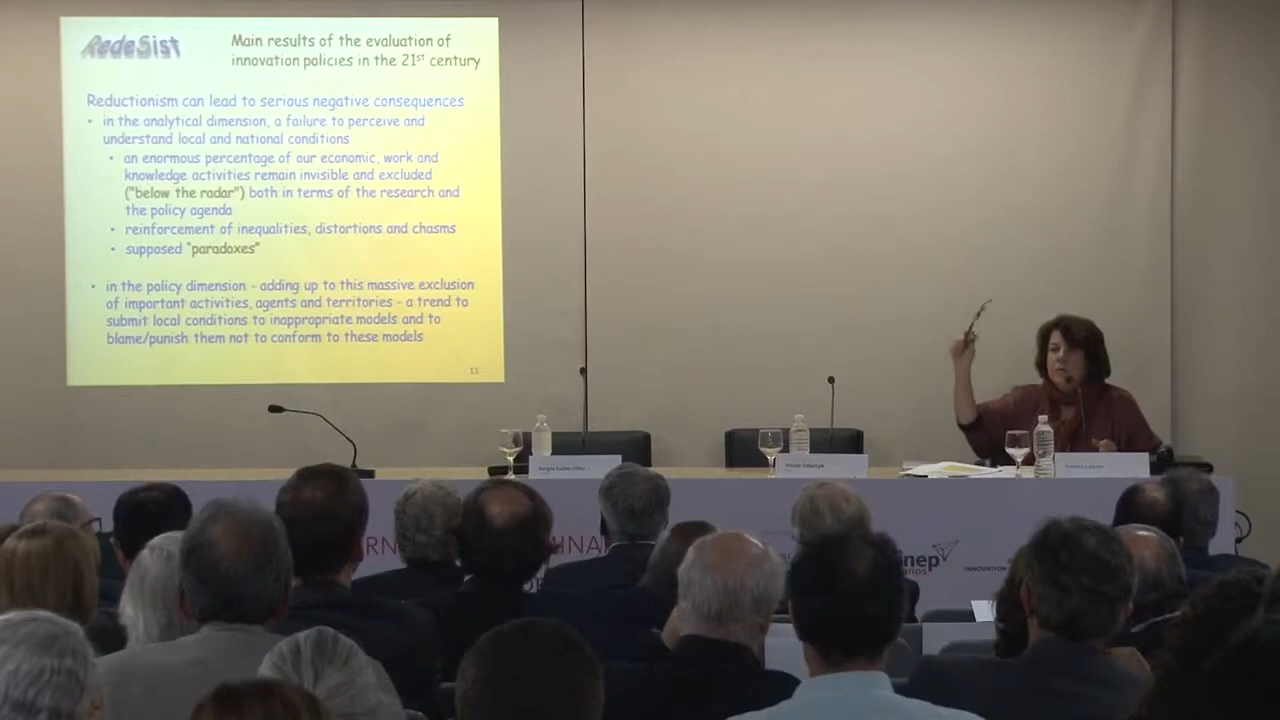 RedeSist
Main results of the evaluation of
innovation policies in the 21st century
Reductionism can lead to serious negative consequences
• in the analytical dimension, a failure to perceive and
understand local and national conditions
• an enormous percentage of our economic, work and
knowledge activities remain invisible and excluded
("below the radar") both in terms of the research and
the policy agenda
• reinforcement of inequalities, distortions and chasms
• supposed "paradoxes"
• in the policy dimension - adding up to this massive exclusion
of important activities, agents and territories - a trend to
submit local conditions to inappropriate models and to
blame/punish them not to conform to these models
13
INNOVATION